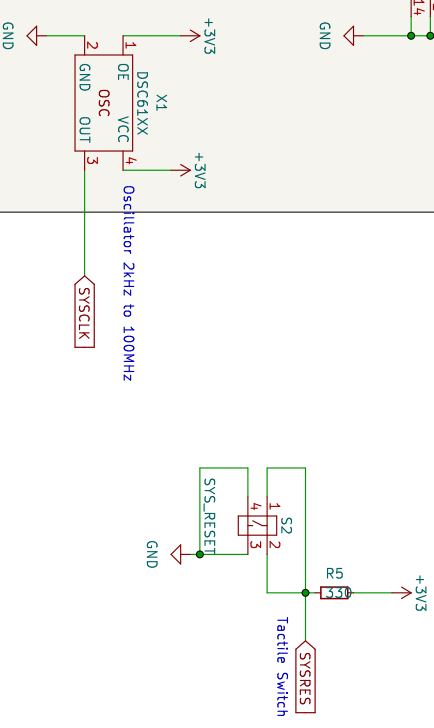 14
GND
+3V3
GND
2
1
GND
OE
OSC
DSC61XX
X1
OUT
VCC
3
4
+3V3
Oscillator 2kHz to 100MHz
SYSCLK
SYS_RESET
4
1
S2
3
2
GND
R5
330
+3V3
Tactile Switch
SYSRES